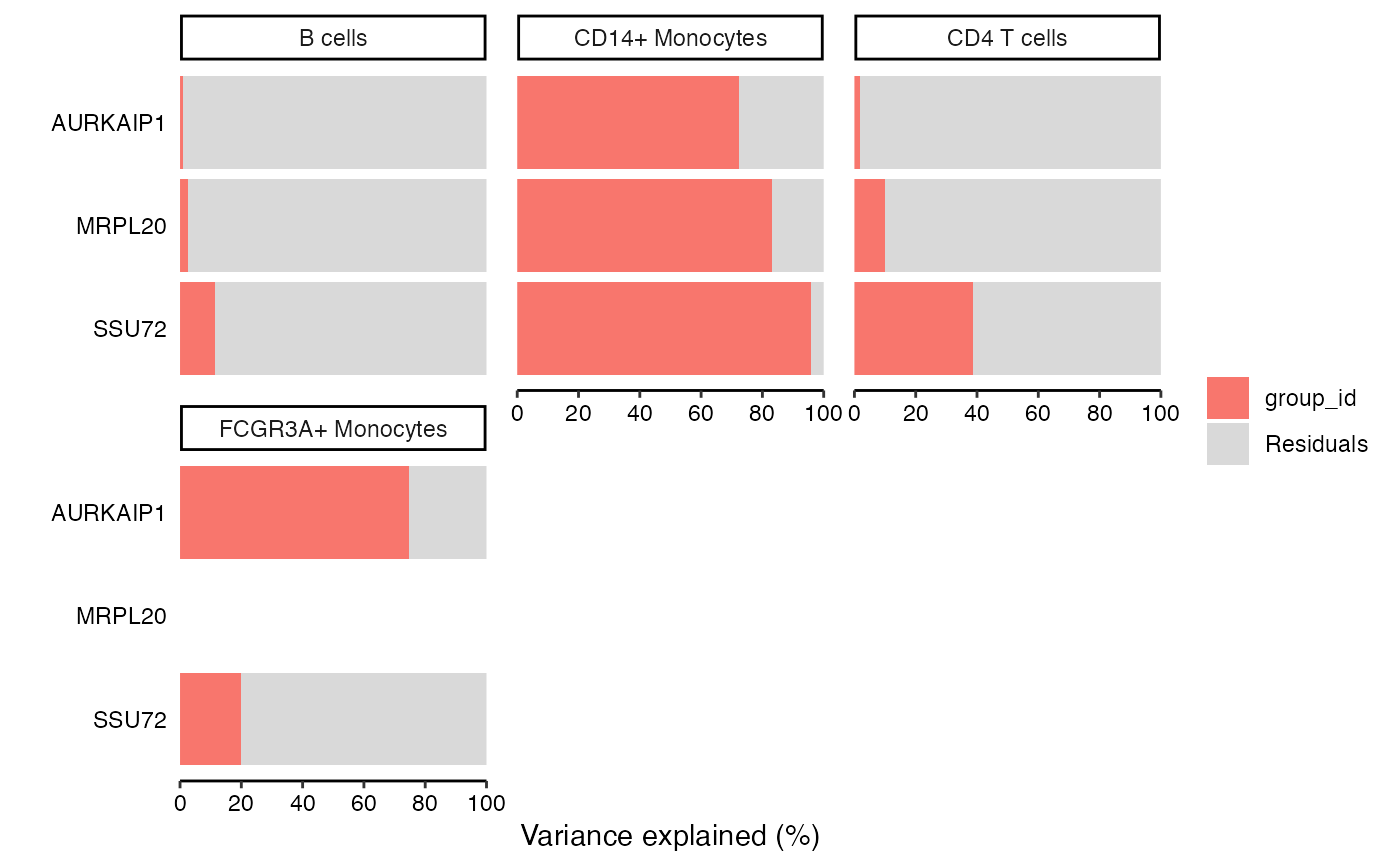 B cells
CD14+ Monocytes
CD4 T cells
AURKAIP1
MRPL20
SSU72
0 20 40 60 80 100
0 20 40 60 80 100
group_id
Residuals
FCGR3A+ Monocytes
AURKAIP1
MRPL20
SSU72
0 20 40 60 80 100
Variance explained (%)